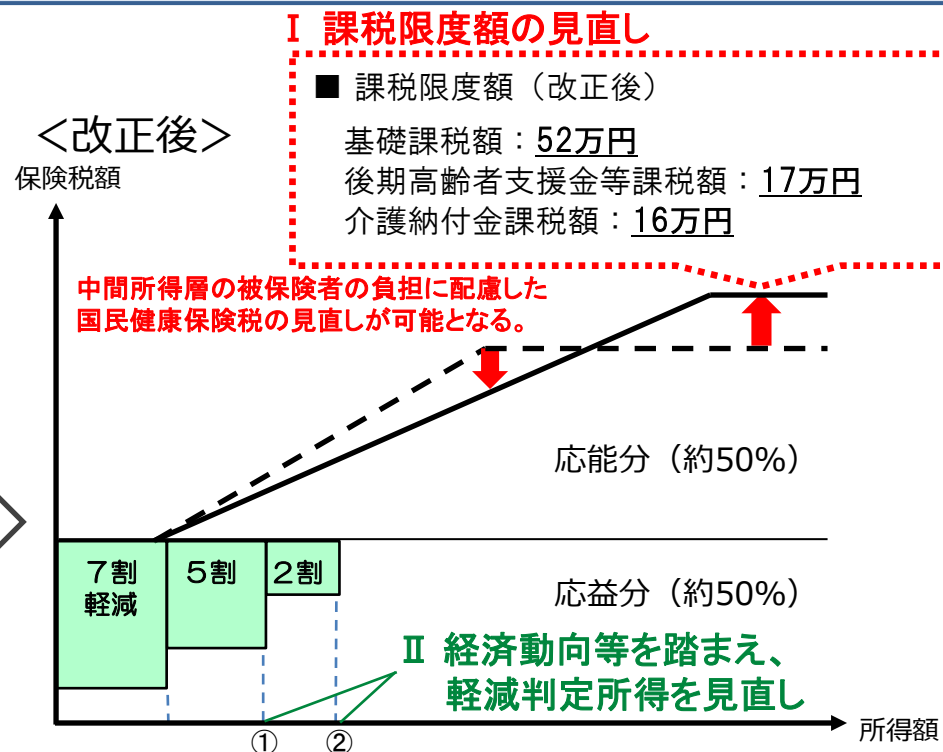 Ⅰ 課税限度額の見直し
■ 課税限度額（改正後）
基礎課税額：52万円
後期高齢者支援金等課税額：17万円
介護納付金課税額：16万円
＜改正後＞
保険税額
中間所得層の被保険者の負担に配慮した
国民健康保険税の見直しが可能となる。
応能分（約50%）
７割
軽減
５割
２割
応益分（約50%）
Ⅱ 経済動向等を踏まえ、
軽減判定所得を見直し
所得額
①
②